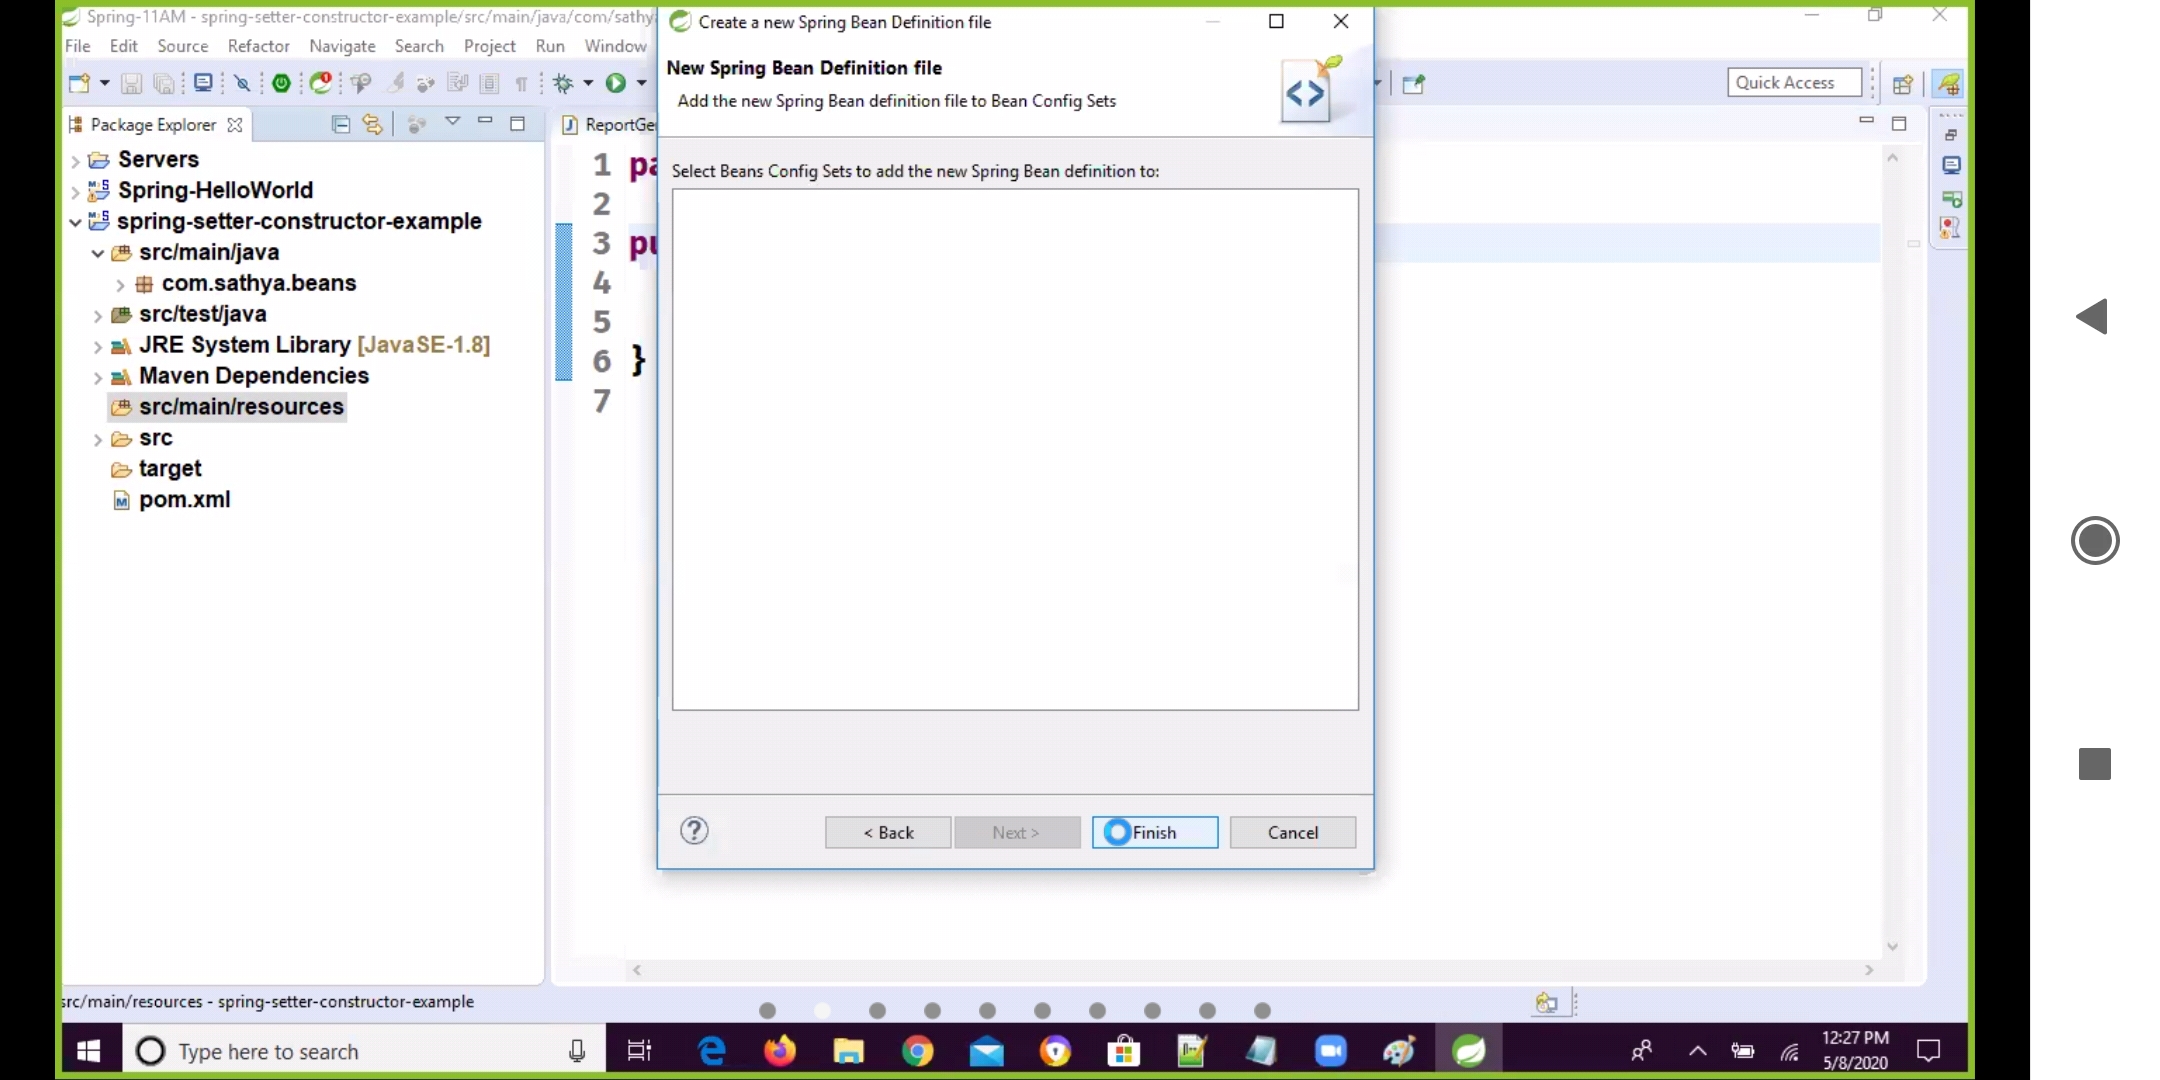 Spring-11AM - spring-setter-constructor-example/src/main/java/com/sathy
File Edit Source Refactor Navigate Search Project Run Window
Quick Access
Package Explorer
Servers
Spring-HelloWorld
spring-setter-constructor-example
src/main/java
com.sathya.beans
src/test/java
JRE System Library [JavaSE-1.8]
Maven Dependencies
src/main/resources
src
target
pom.xml
ReportGe
1 pa
2
3 pu
4
5
6 }
7
Create a new Spring Bean Definition file
New Spring Bean Definition file
Add the new Spring Bean definition file to Bean Config Sets
Select Beans Config Sets to add the new Spring Bean definition to:
< Back Next > Finish Cancel
src/main/resources - spring-setter-constructor-example
Type here to search
12:27 PM
5/8/2020